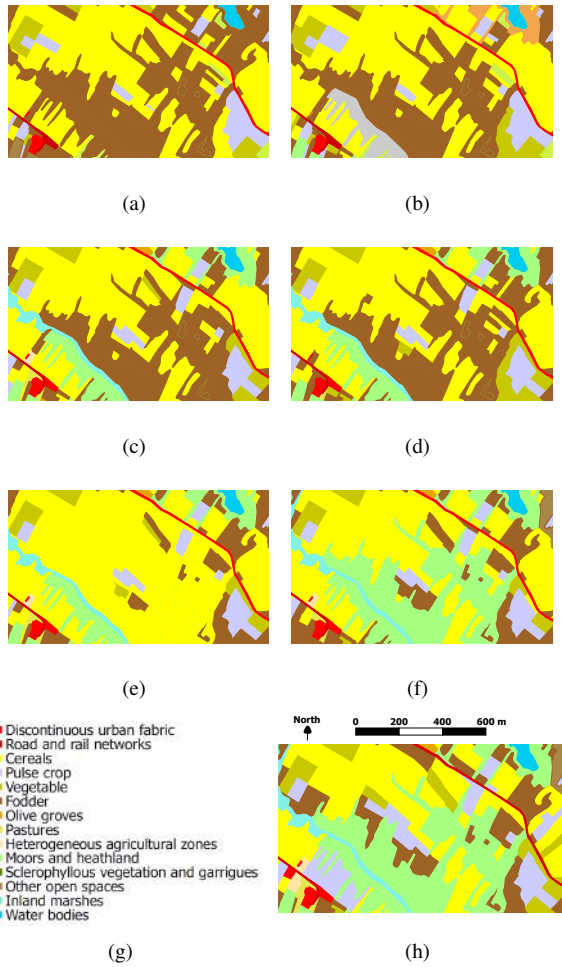 (a)
(b)
(c)
(d)
(e)
(f)
North
0 200 400 600 m
Discontinuous urban fabric
Road and rail networks
Cereals
Pulse crop
Vegetable
Fodder
Olive groves
Pastures
Heterogeneous agricultural zones
Moors and heathland
Sclerophyllous vegetation and garrigues
Other open spaces
Inland marshes
Water bodies
(g)
(h)